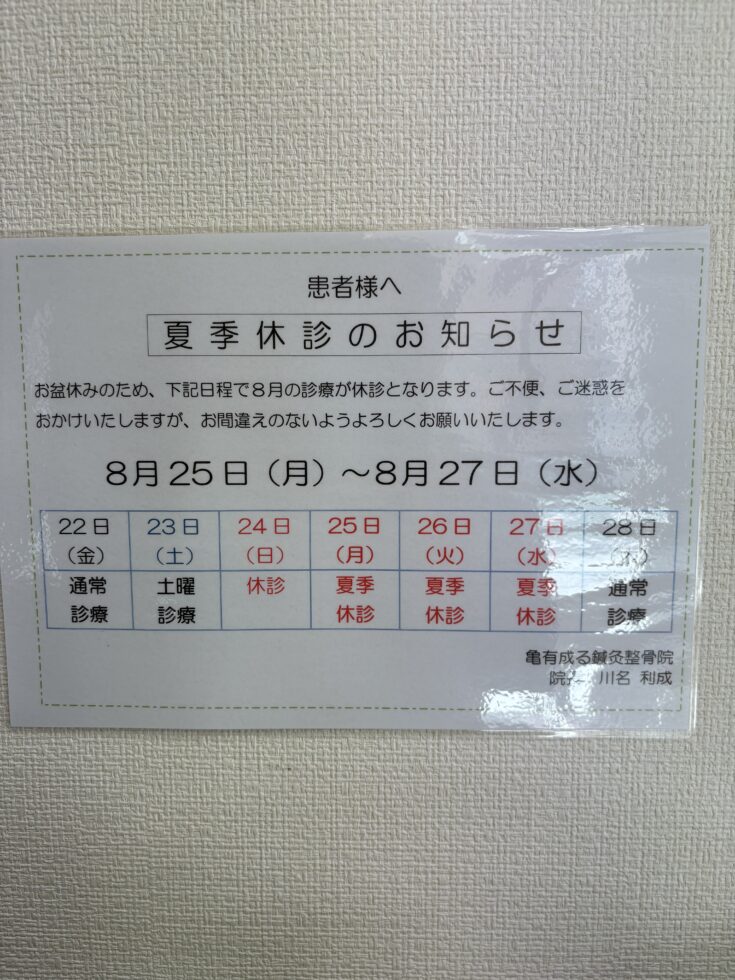 患者様へ
夏季休診のお知らせ
お盆休みのため、下記日程で8月の診療が休診となります。ご不便、ご迷惑を
おかけいたしますが、お間違えのないようよろしくお願いいたします。
8月25日（月）～8月27日（水）
22日 23日 24日 25日 26日 27日 28日
（金） （土） （日） （月） （火） （水）
通常 土曜 休診 夏季 夏季 夏季 通常
診療 診療 休診 休診 休診 診療
亀有成る鍼灸整骨院
川名 利成